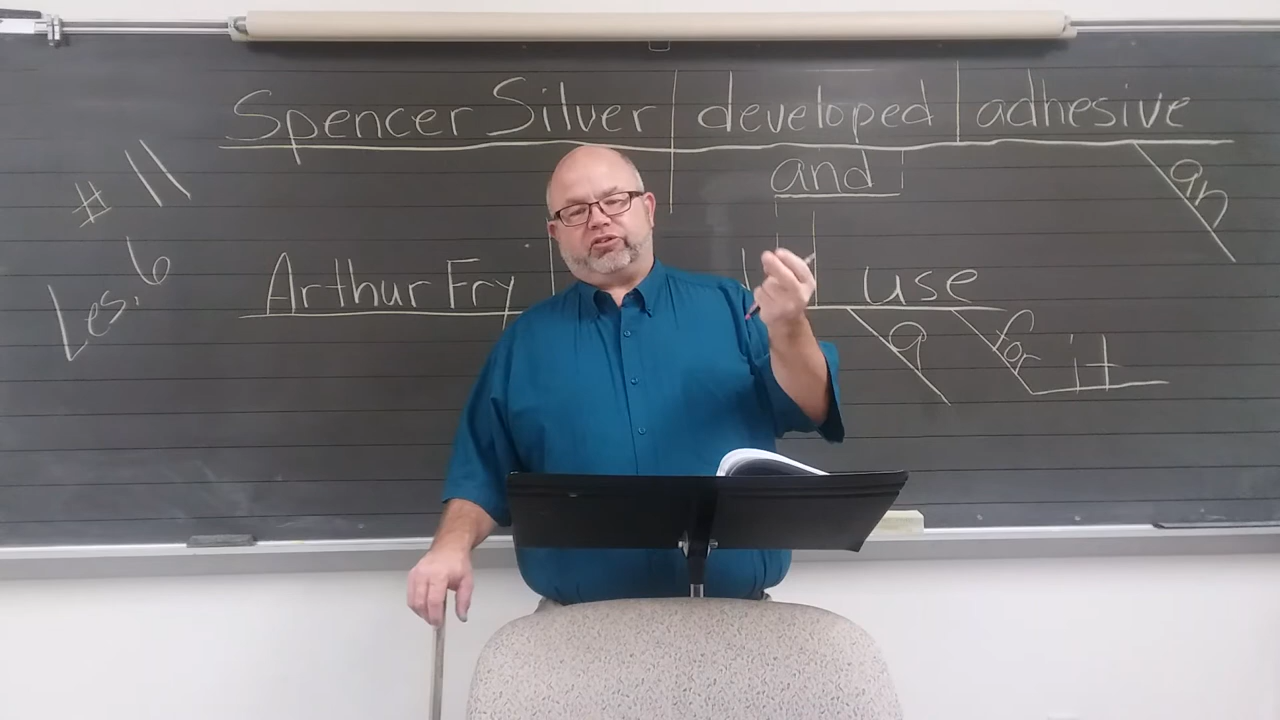 Spencer Silver developed adhesive
an
and
# 11
Les. 6
Arthur Fry use
a for it